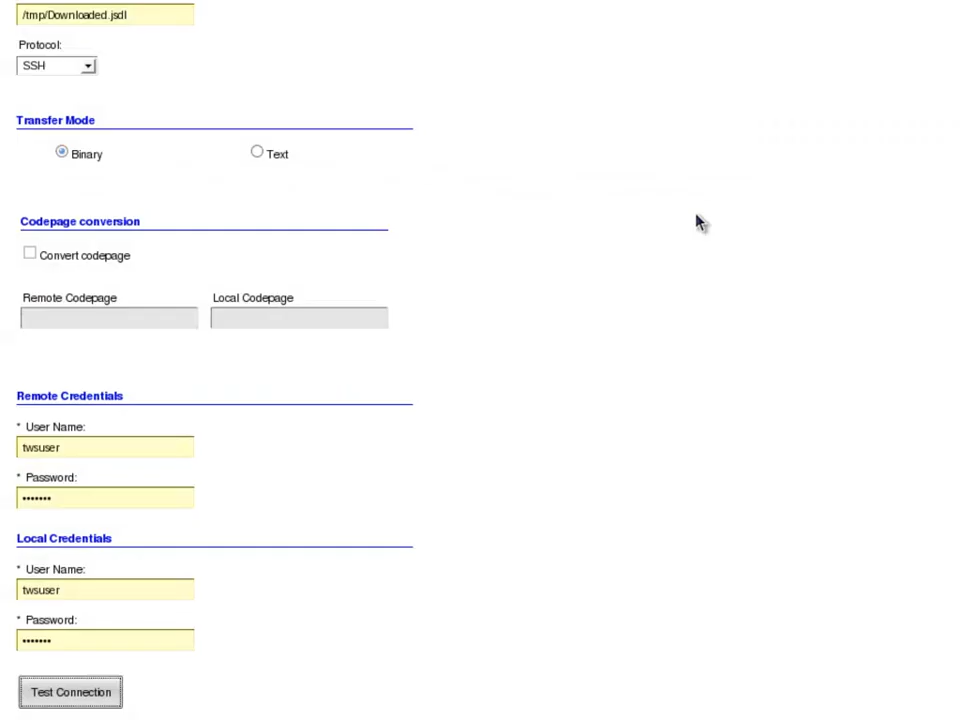 /tmp/Downloaded.jsdl
Protocol:
SSH
Transfer Mode
Binary Text
Codepage conversion
Convert codepage
Remote Codepage Local Codepage
Remote Credentials
* User Name:
twsuser
* Password:
•••••••
Local Credentials
* User Name:
twsuser
* Password:
•••••••
Test Connection